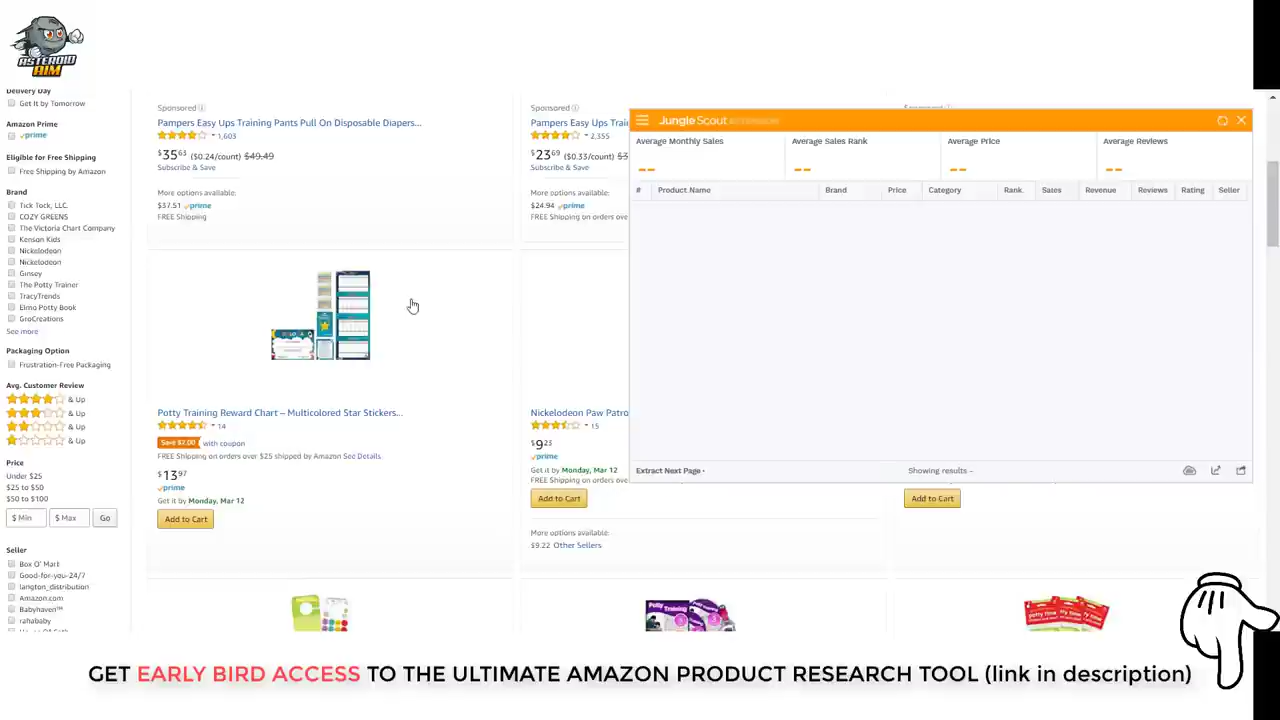 ASTEROID
AIM
Delivery Day
Get It by Tomorrow
Amazon Prime
prime
Eligible for Free Shipping
Free Shipping by Amazon
Brand
Tick Tock, LLC.
COZY GREENS
The Victoria Chart Company
Kenson Kids
Nickelodeon
Nickelodeon
Ginsey
The Potty Trainer
TracyTrends
Elmo Potty Book
GroCreations
See more
Packaging Option
Frustration-Free Packaging
Avg. Customer Review
& Up
& Up
& Up
& Up
Price
Under $25
$25 to $50
$50 to $100
$ Min $ Max Go
Seller
Box O' Marb
Good-for-you-24/7
langton_distribution
Amazon.com
Babyhaven™
rahababy
Sponsored
Pampers Easy Ups Training Pants Pull On Disposable Diapers...
1,603
$35 63 ($0.24/count) $49.49
Subscribe & Save
More options available:
$37.51 prime
FREE Shipping
Sponsored
Pampers Easy Ups Trai
2,355
$23 69 ($0.33/count) $3
Subscribe & Save
More options available:
$24.94 prime
FREE Shipping on orders ove
Potty Training Reward Chart – Multicolored Star Stickers...
14
Save $2.00 with coupon
FREE Shipping on orders over $25 shipped by Amazon See Details
$13 97
prime
Get it by Monday, Mar 12
Add to Cart
Nickelodeon Paw Patro
15
$9 23
prime
Get it by Monday, Mar 12
FREE Shipping on orders ove
Add to Cart
More options available:
$9.22 Other Sellers
Add to Cart
Jungle Scout EXTENSION
Average Monthly Sales Average Sales Rank Average Price Average Reviews
-- -- -- --
# Product Name Brand Price Category Rank Sales Revenue Reviews Rating Seller
Extract Next Page Showing results –
Potty Training
Potty Time
GET EARLY BIRD ACCESS TO THE ULTIMATE AMAZON PRODUCT RESEARCH TOOL (link in description)